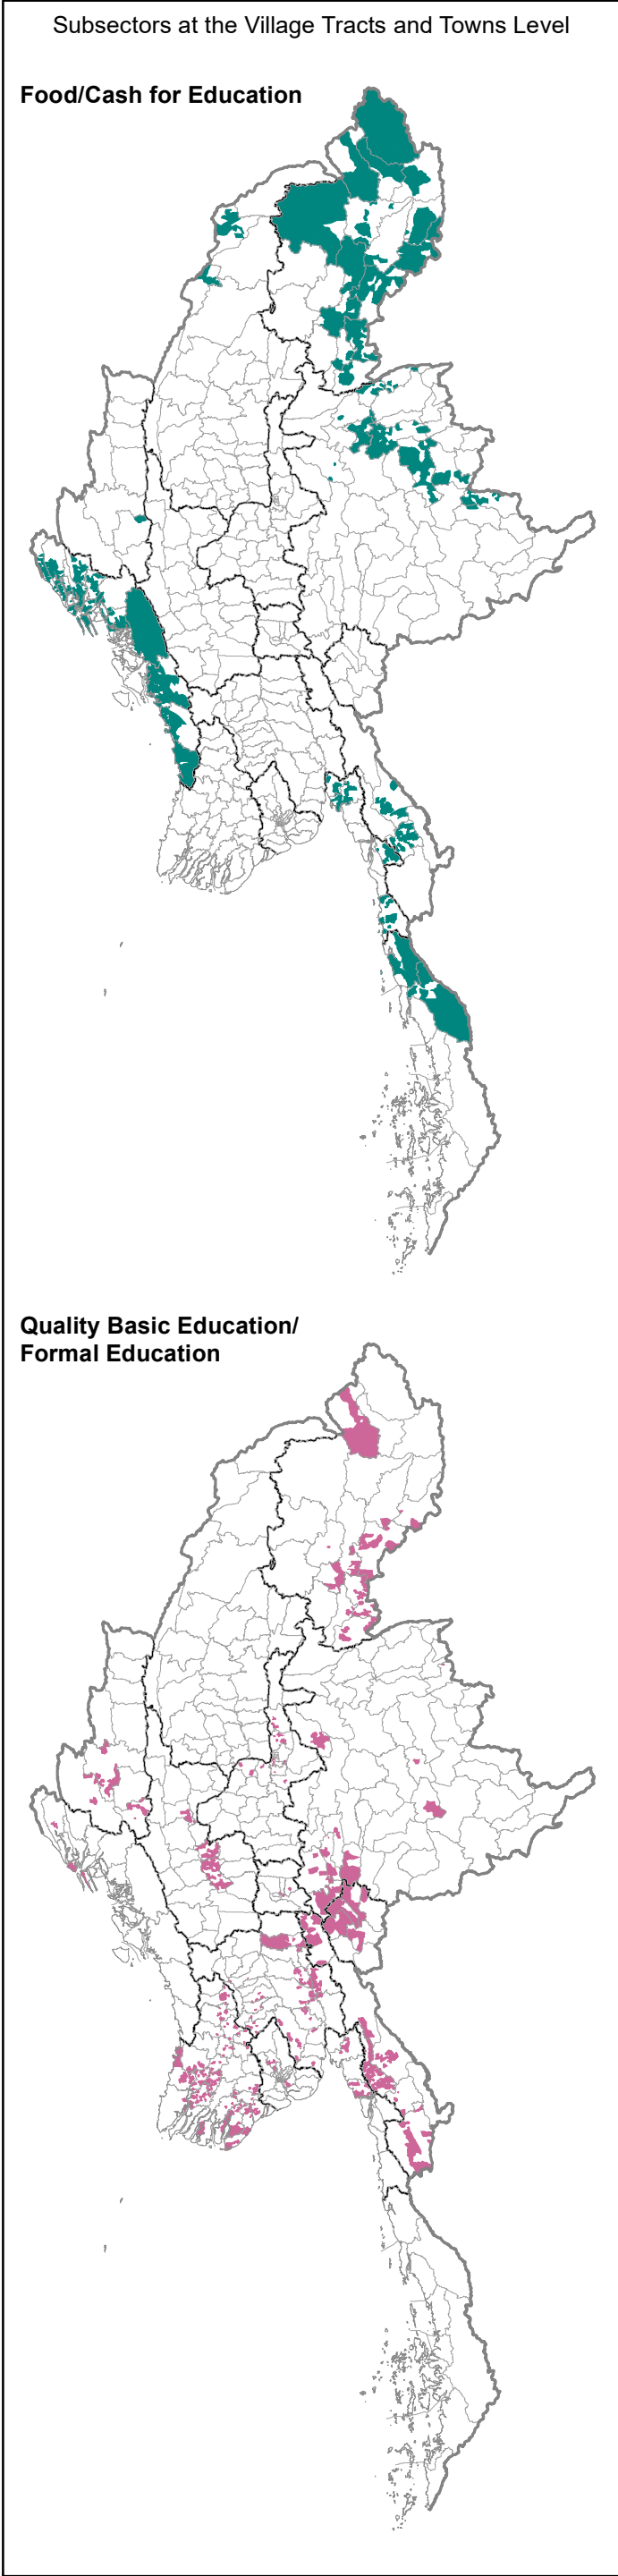 Subsectors at the Village Tracts and Towns Level
Food/Cash for Education
Quality Basic Education/
Formal Education